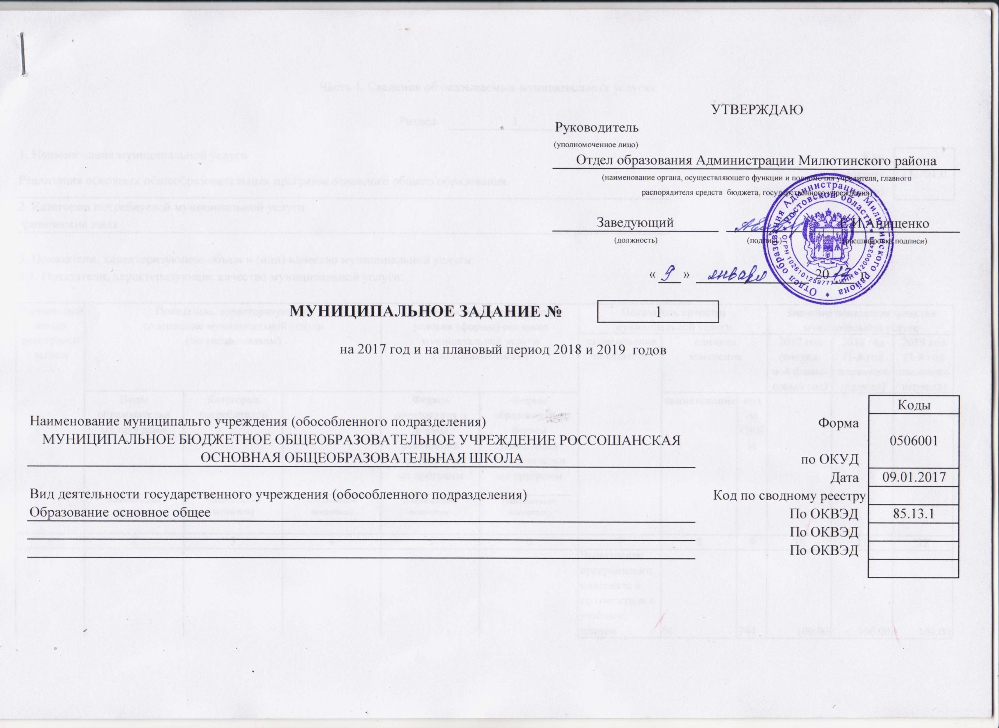 УТВЕРЖДАЮ
Руководитель
(уполномоченное лицо)
Отдел образования Администрации Милютинского района
(наименование органа, осуществляющего функции и полномочия учредителя, главного
распорядителя средств бюджета, государственного учреждения)
Заведующий Е.И.Анищенко
(должность) (подпись) (расшифровка подписи)
« 9 » января 20 17 г.
Отдел образования Администрации Милютинского района
Ростовской области
ОГРН 1026101259777
МУНИЦИПАЛЬНОЕ ЗАДАНИЕ № 1
на 2017 год и на плановый период 2018 и 2019 годов
Коды
Наименование муниципальго учреждения (обособленного подразделения)
МУНИЦИПАЛЬНОЕ БЮДЖЕТНОЕ ОБЩЕОБРАЗОВАТЕЛЬНОЕ УЧРЕЖДЕНИЕ РОССОШАНСКАЯ
ОСНОВНАЯ ОБЩЕОБРАЗОВАТЕЛЬНАЯ ШКОЛА
Форма
по ОКУД 0506001
Дата 09.01.2017
Вид деятельности государственного учреждения (обособленного подразделения)
Код по сводному реестру
Образование основное общее
По ОКВЭД 85.13.1
По ОКВЭД
По ОКВЭД